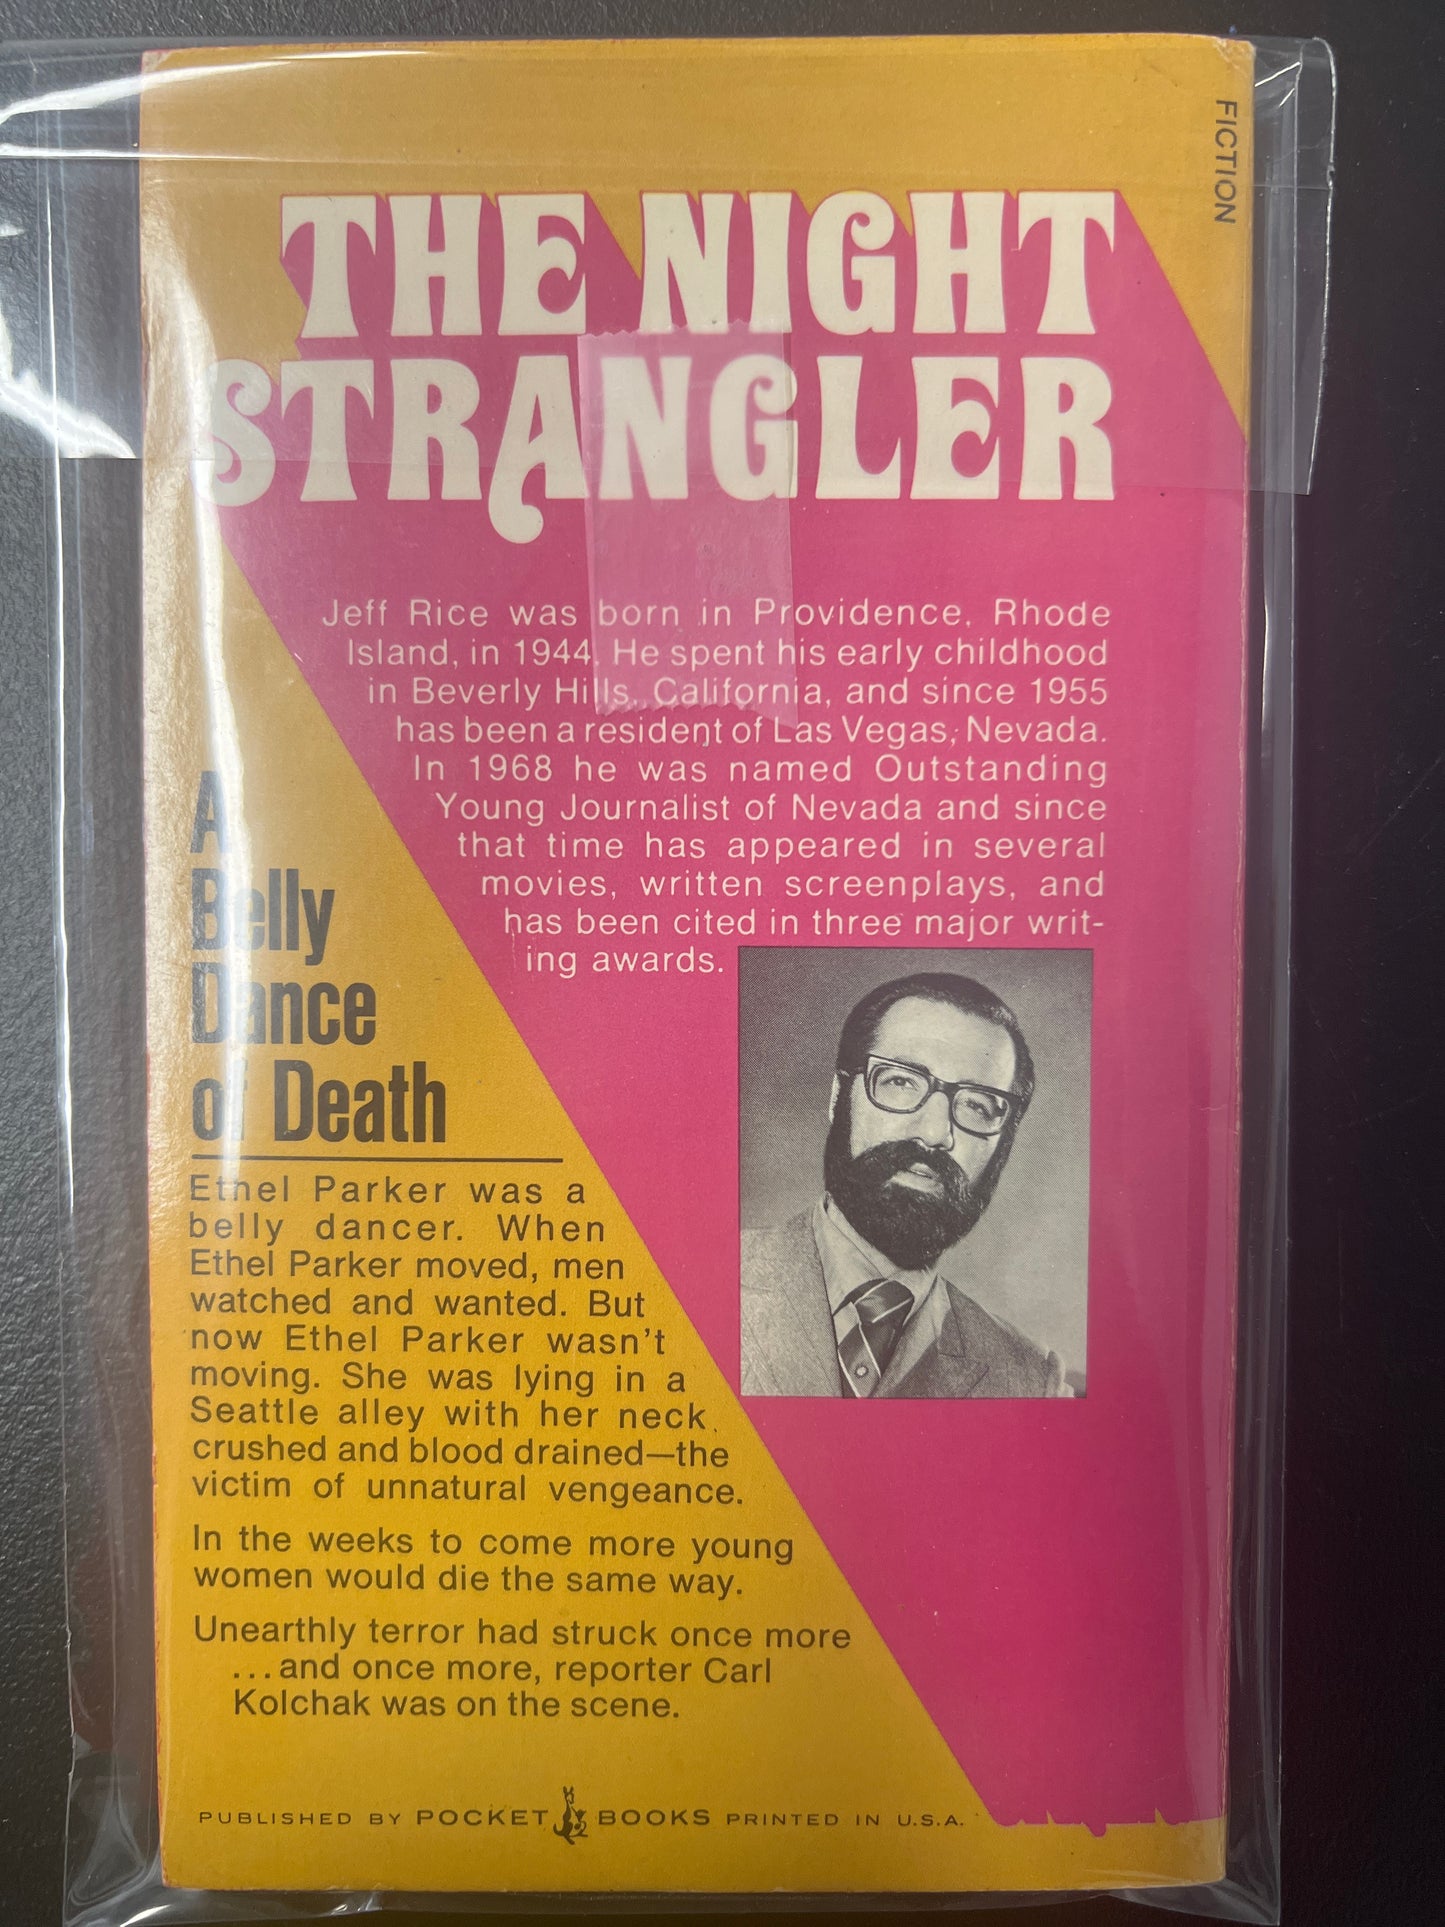 FICTION
THE NIGHT
STRANGLER
Jeff Rice was born in Providence, Rhode
Island, in 1944. He spent his early childhood
in Beverly Hills, California, and since 1955
has been a resident of Las Vegas, Nevada.
In 1968 he was named Outstanding
Young Journalist of Nevada and since
that time has appeared in several
movies, written screenplays, and
has been cited in three major writ-
ing awards.
A
Belly
Dance
of Death
Ethel Parker was a
belly dancer. When
Ethel Parker moved, men
watched and wanted. But
now Ethel Parker wasn't
moving. She was lying in a
Seattle alley with her neck
crushed and blood drained—the
victim of unnatural vengeance.
In the weeks to come more young
women would die the same way.
Unearthly terror had struck once more
...and once more, reporter Carl
Kolchak was on the scene.
PUBLISHED BY POCKET BOOKS PRINTED IN U.S.A.